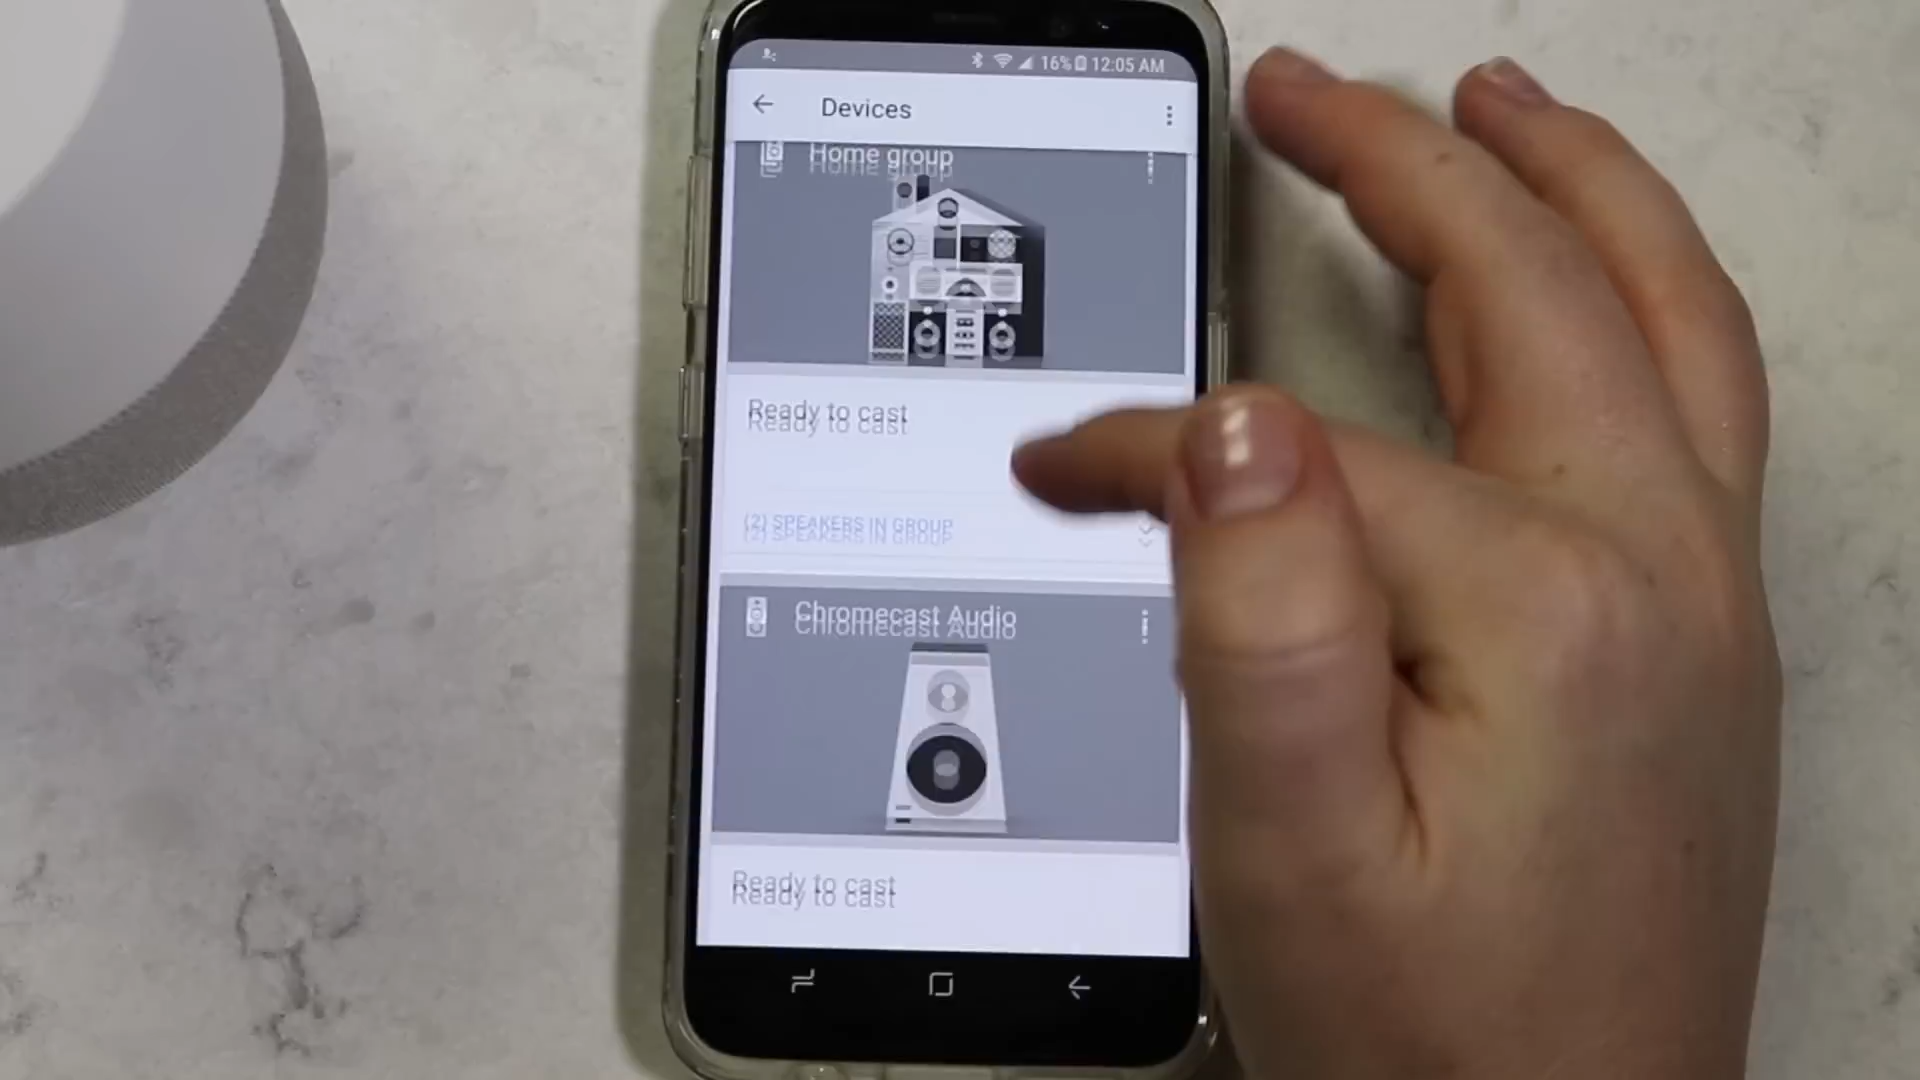 16% 12:05 AM
Devices
Home group
Ready to cast
(2) SPEAKERS IN GROUP
Chromecast Audio
Ready to cast